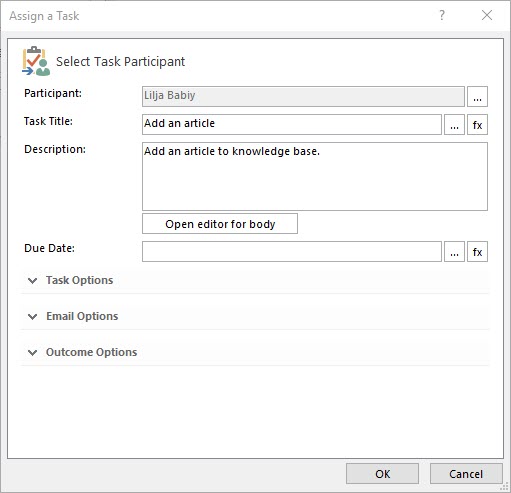 Assign a Task
?
Select Task Participant
Participant: Lilja Babiy ...
Task Title: Add an article ... fx
Description: Add an article to knowledge base.
Open editor for body
Due Date: ... fx
Task Options
Email Options
Outcome Options
OK Cancel